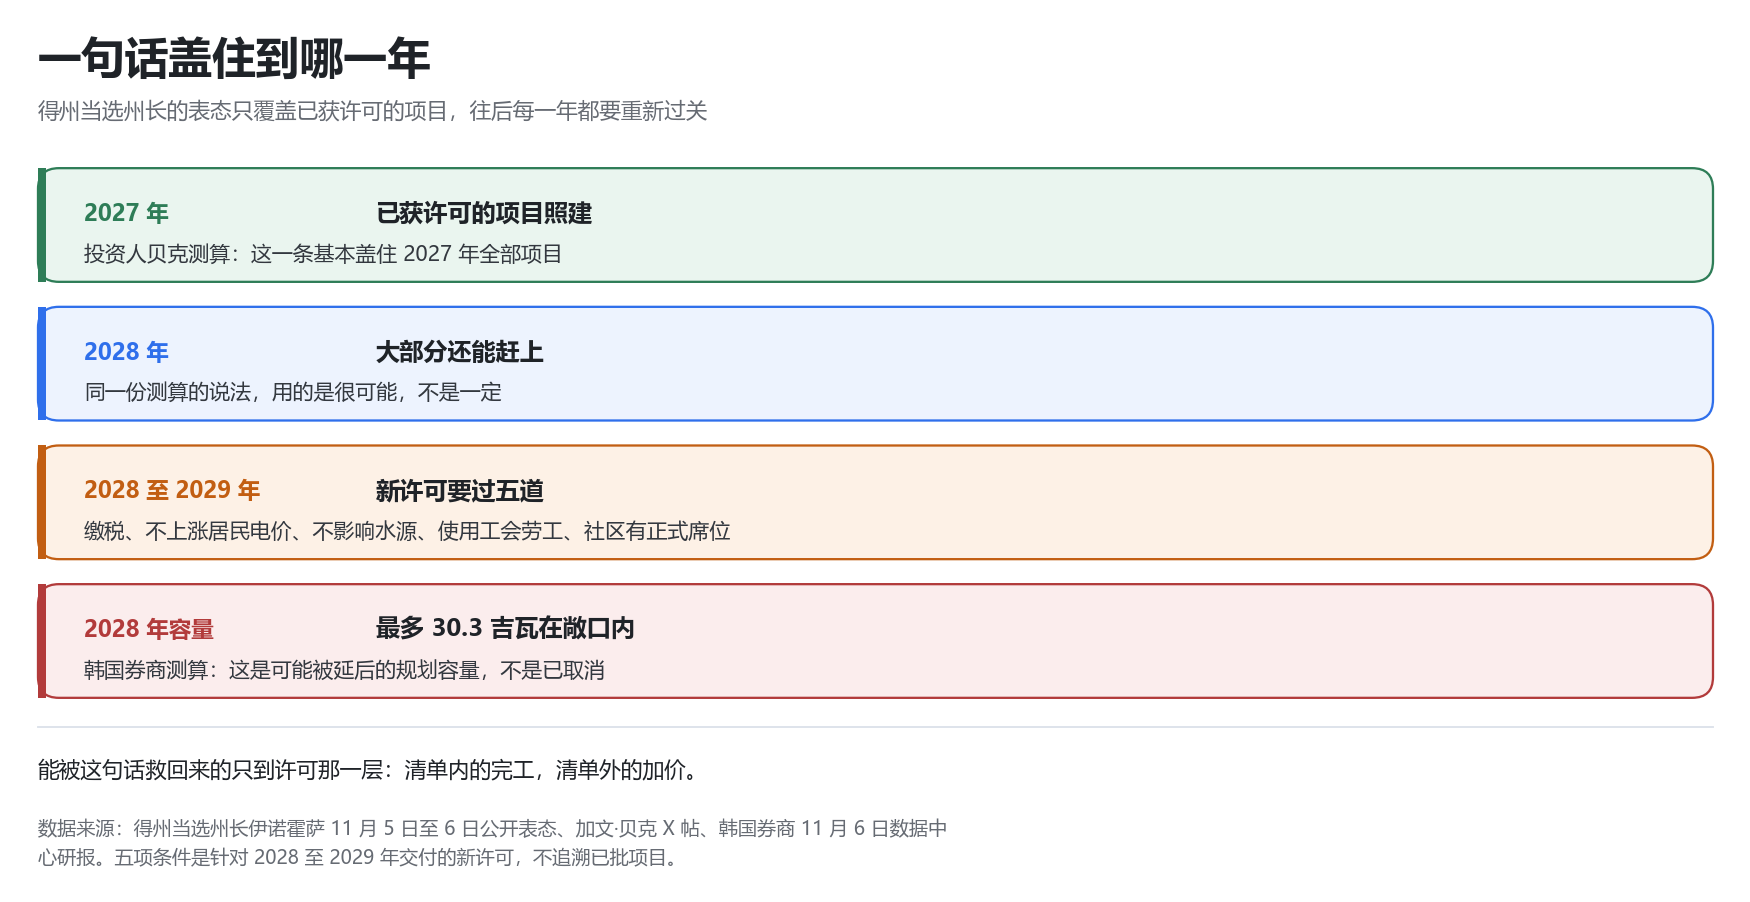 一句话盖住到哪一年
得州当选州长的表态只覆盖已获许可的项目，往后每一年都要重新过关
2027 年 已获许可的项目照建
投资人贝克测算：这一条基本盖住 2027 年全部项目
2028 年 大部分还能赶上
同一份测算的说法，用的是很可能，不是一定
2028 至 2029 年 新许可要过五道
缴税、不上涨居民电价、不影响水源、使用工会劳工、社区有正式席位
2028 年容量 最多 30.3 吉瓦在敞口内
韩国券商测算：这是可能被延后的规划容量，不是已取消
能被这句话救回来的只到许可那一层：清单内的完工，清单外的加价。
数据来源：得州当选州长伊诺霍萨 11 月 5 日至 6 日公开表态、加文·贝克 X 帖、韩国券商 11 月 6 日数据中
心研报。五项条件是针对 2028 至 2029 年交付的新许可，不追溯已批项目。